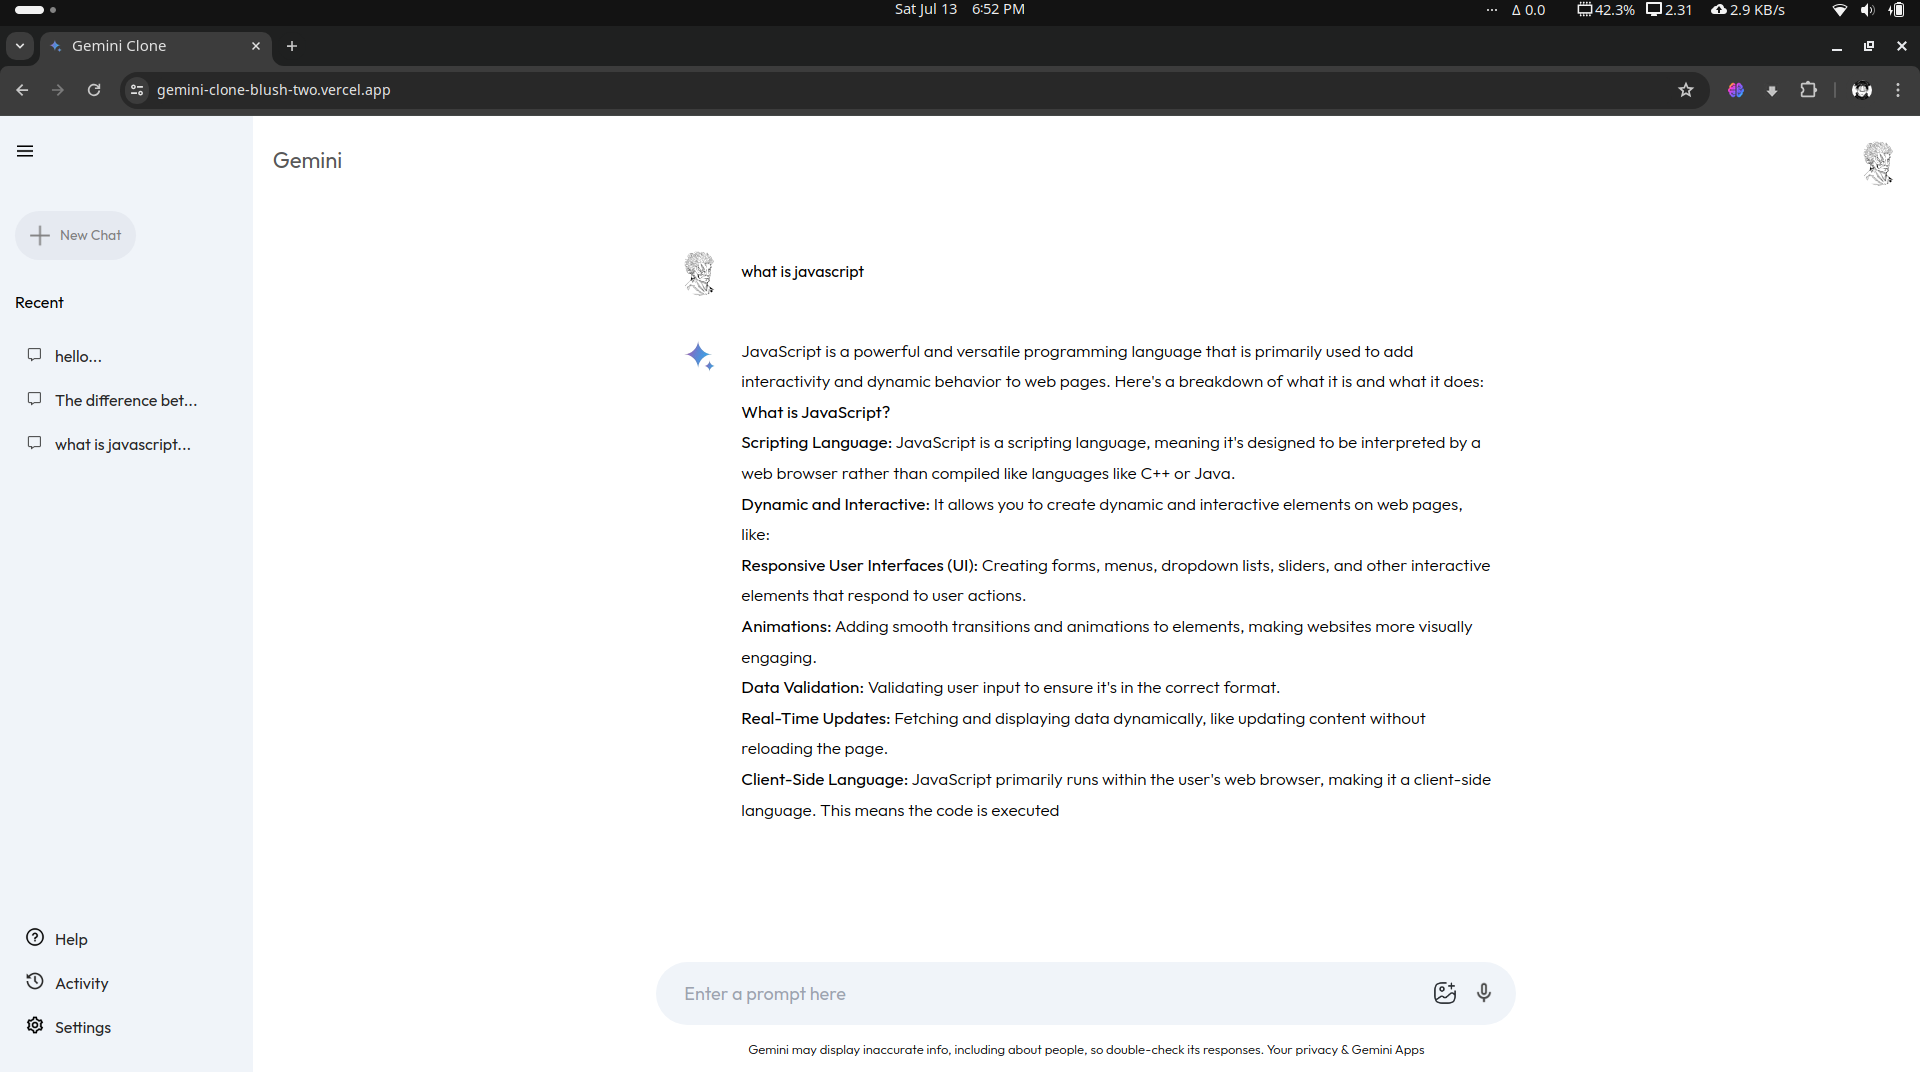 Sat Jul 13 6:52 PM
Δ 0.0 42.3% 2.31 2.9 KB/s
Gemini Clone
gemini-clone-blush-two.vercel.app
Gemini
New Chat
Recent
hello...
The difference bet...
what is javascript...
Help
Activity
Settings
what is javascript
JavaScript is a powerful and versatile programming language that is primarily used to add
interactivity and dynamic behavior to web pages. Here's a breakdown of what it is and what it does:
What is JavaScript?
Scripting Language: JavaScript is a scripting language, meaning it's designed to be interpreted by a
web browser rather than compiled like languages like C++ or Java.
Dynamic and Interactive: It allows you to create dynamic and interactive elements on web pages,
like:
Responsive User Interfaces (UI): Creating forms, menus, dropdown lists, sliders, and other interactive
elements that respond to user actions.
Animations: Adding smooth transitions and animations to elements, making websites more visually
engaging.
Data Validation: Validating user input to ensure it's in the correct format.
Real-Time Updates: Fetching and displaying data dynamically, like updating content without
reloading the page.
Client-Side Language: JavaScript primarily runs within the user's web browser, making it a client-side
language. This means the code is executed
Enter a prompt here
Gemini may display inaccurate info, including about people, so double-check its responses. Your privacy & Gemini Apps